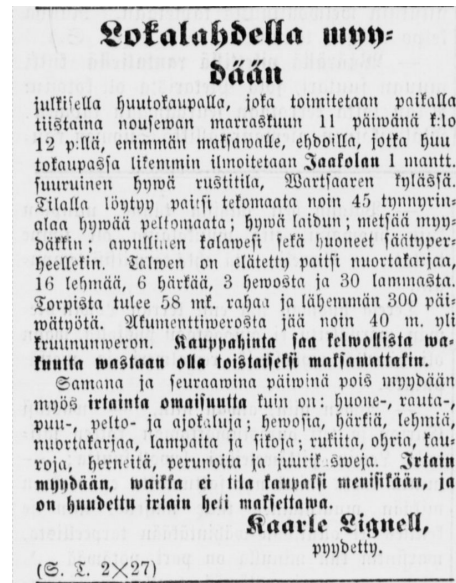 Lokalahdella myy-
dään
julkisella huutokaupalla, joka toimitetaan paikalla
tiistaina nousemana marraskuun 11 päiwänä k:lo
12 p:llä, enimmän maksawalle, ehdoilla, jotka huu
tokaupassa likemmin ilmoitetaan Jaakolan 1 mantt.
suuruinen hywä rustitila, Wartsaaren kylässä.
Tilalla löytyy paitsi tekomaata noin 45 tynnyrin-
alaa hywää peltomaata; hywä laidun; metsää myy-
däkkin; awullinen kalawesi sekä huoneet säätyper-
heellekin. Talwen on elätetty paitsi nuortakarjaa,
16 lehmää, 6 härkää, 3 hewosta ja 30 lammasta.
Torpista tulee 58 mk. rahaa ja lähemmän 300 päi-
wätyötä. Akunnettiwerosta jää noin 40 m. yli
kruununweron. Kauppahinta saa kelwollista wa-
kuutta wastaan olla toistaiseksi maksamattakin.
Samana ja seuraawina päiwinä pois myydään
myös irtainta omaisuutta kuin on: huone-, rauta-,
puu-, pelto- ja ajokaluja; hewosia, härkiä, lehmiä,
nuortakarjaa, lampaita ja sikoja; rukiita, ohria, kau-
roja, herneitä, perunoita ja juurik sweja. Irtain
myydään, waikka ei tila kaupaksi menisikään, ja
on huudettu irtain heti maksettawa.
Kaarle Lignell,
pyydetty.
(S. T. 2×27)